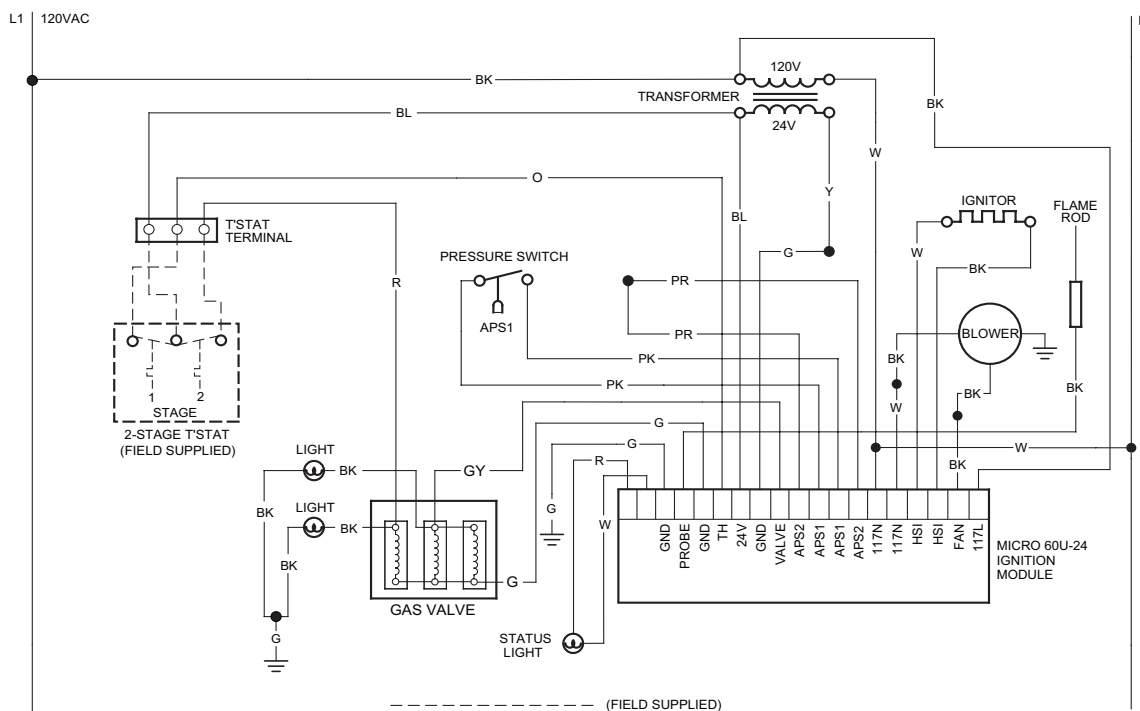 L1 120VAC
BK
120V
TRANSFORMER
24V
BK
BL
W
O
Y
BL
T'STAT
TERMINAL
R
G
PRESSURE SWITCH
APS1
PR
PR
PK
PK
IGNITOR
W
BK
FLAME
ROD
BLOWER
BK
BK
BK
W
BK
W
1 2
STAGE
2-STAGE T'STAT
(FIELD SUPPLIED)
LIGHT
BK
GY
LIGHT
BK
BK
BK
G
G
G
G
R
W
G
GAS VALVE
GND
PROBE
GND
TH
24V
GND
VALVE
APS2
APS1
APS1
APS2
117N
117N
HSI
HSI
FAN
117L
MICRO 60U-24
IGNITION
MODULE
STATUS
LIGHT
(FIELD SUPPLIED)